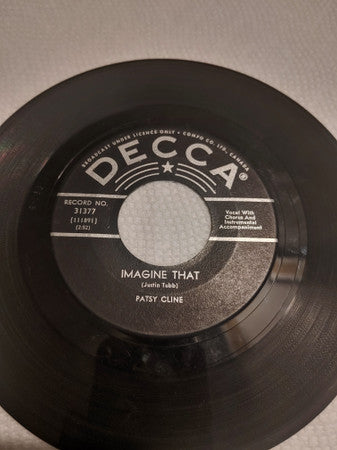 BROADCAST UNDER LICENCE ONLY • COMPO CO. LTD., CANADA
DECCA®
RECORD NO.
31377
[111891]
(2:52)
Vocal With
Chorus And
Instrumental
Accompaniment
IMAGINE THAT
(Justin Tubb)
PATSY CLINE